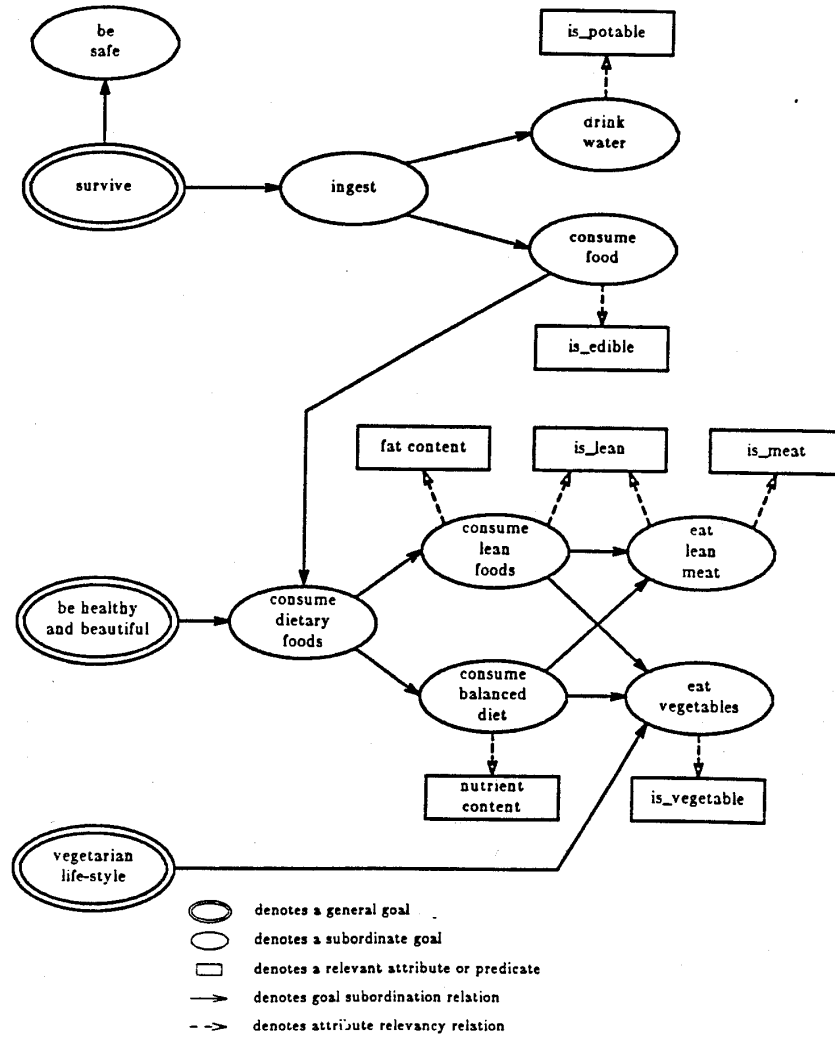 be
safe
is_potable
drink
water
survive
ingest
consume
food
is_edible
fat content
is_lean
is_meat
consume
lean
foods
eat
lean
meat
be healthy
and beautiful
consume
dietary
foods
consume
balanced
diet
eat
vegetables
nutrient
content
is_vegetable
vegetarian
life-style
denotes a general goal
denotes a subordinate goal
denotes a relevant attribute or predicate
denotes goal subordination relation
denotes attribute relevancy relation